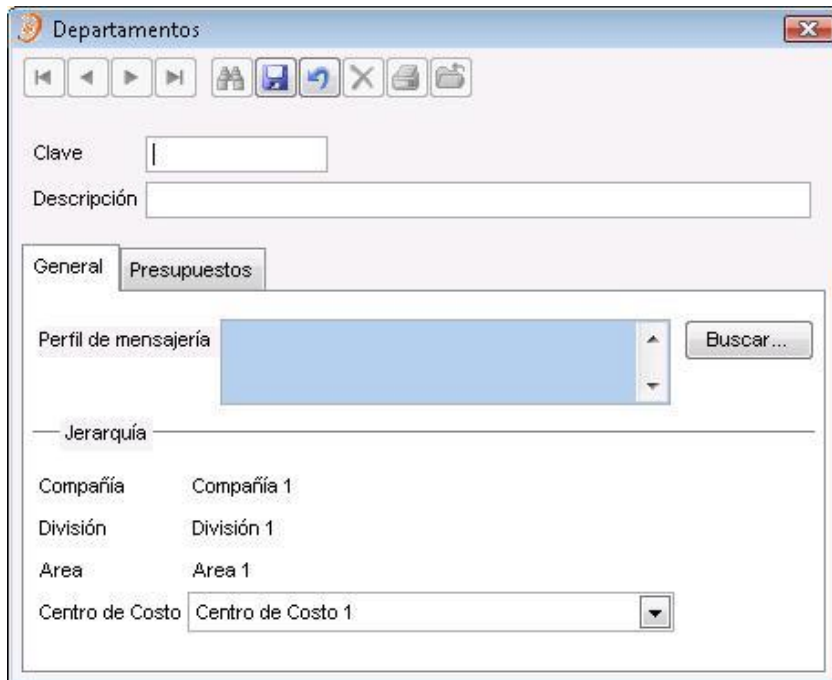 Departamentos
Clave
Descripción
General Presupuestos
Perfil de mensajería Buscar...
Jerarquía
Compañía Compañía 1
División División 1
Area Area 1
Centro de Costo Centro de Costo 1